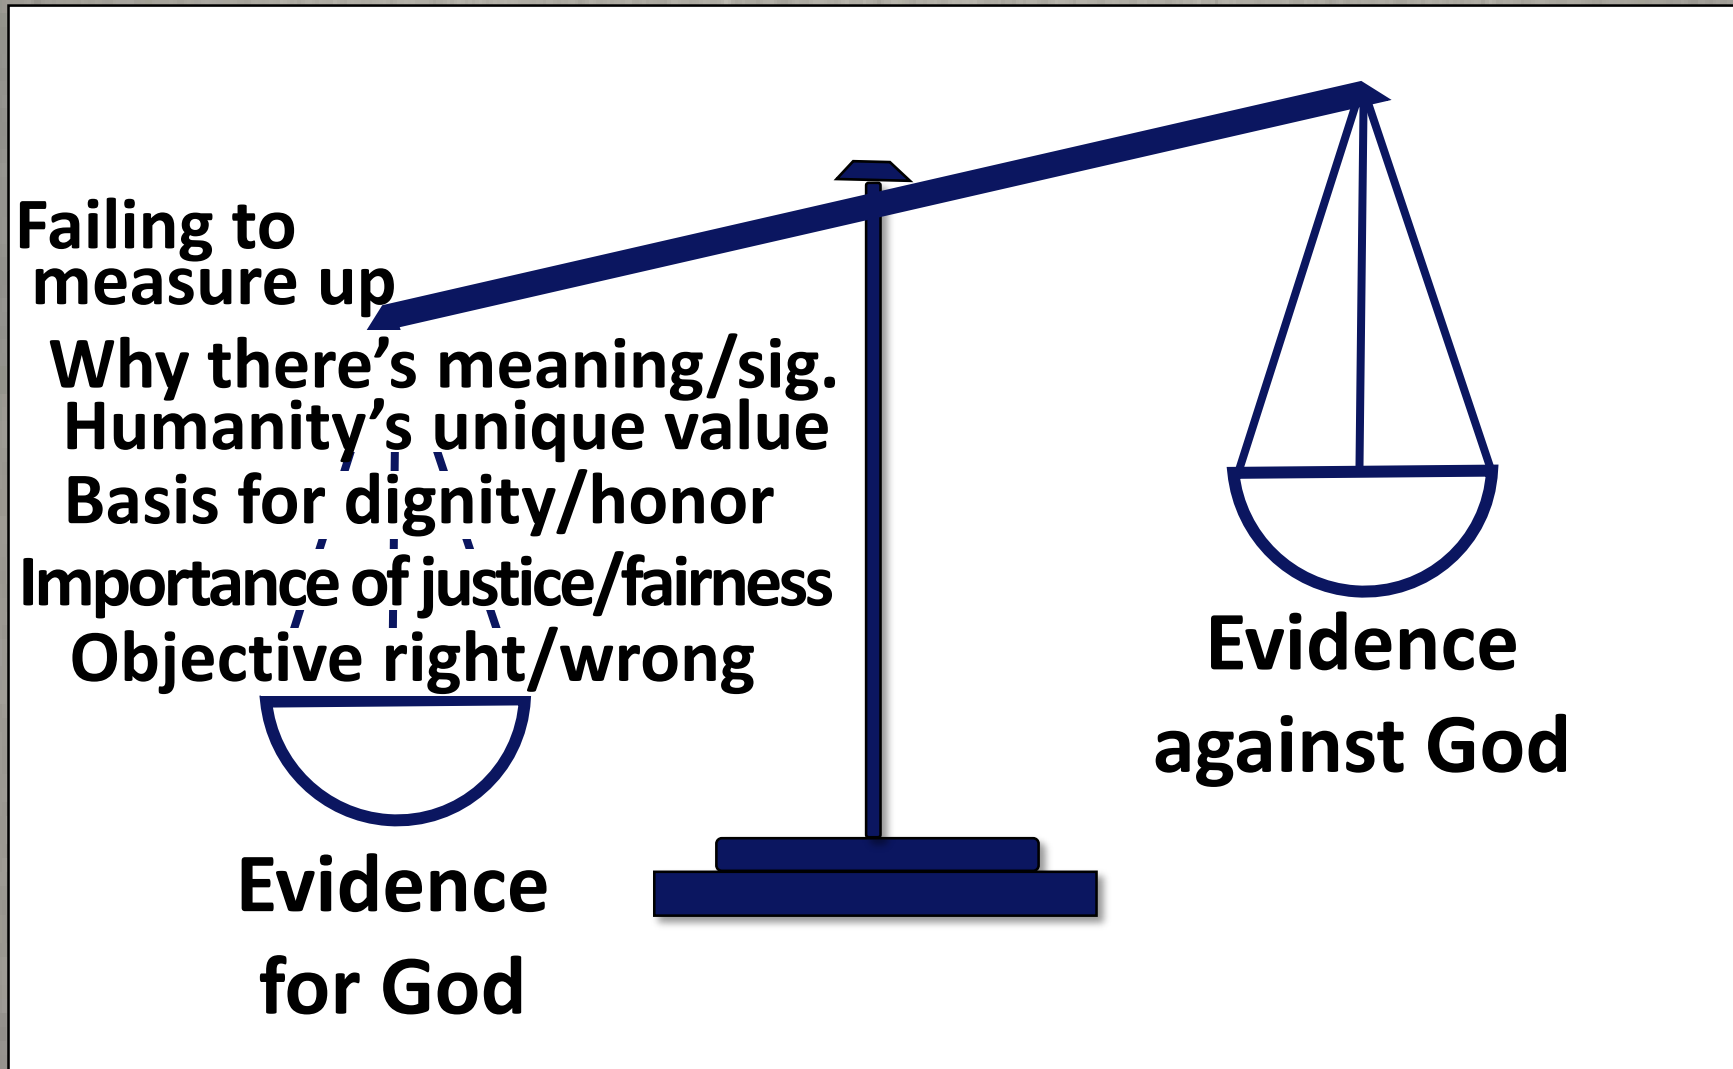 Failing to
measure up
Why there’s meaning/sig.
Humanity’s unique value
Basis for dignity/honor
Importance of justice/fairness
Objective right/wrong
Evidence
for God
Evidence
against God